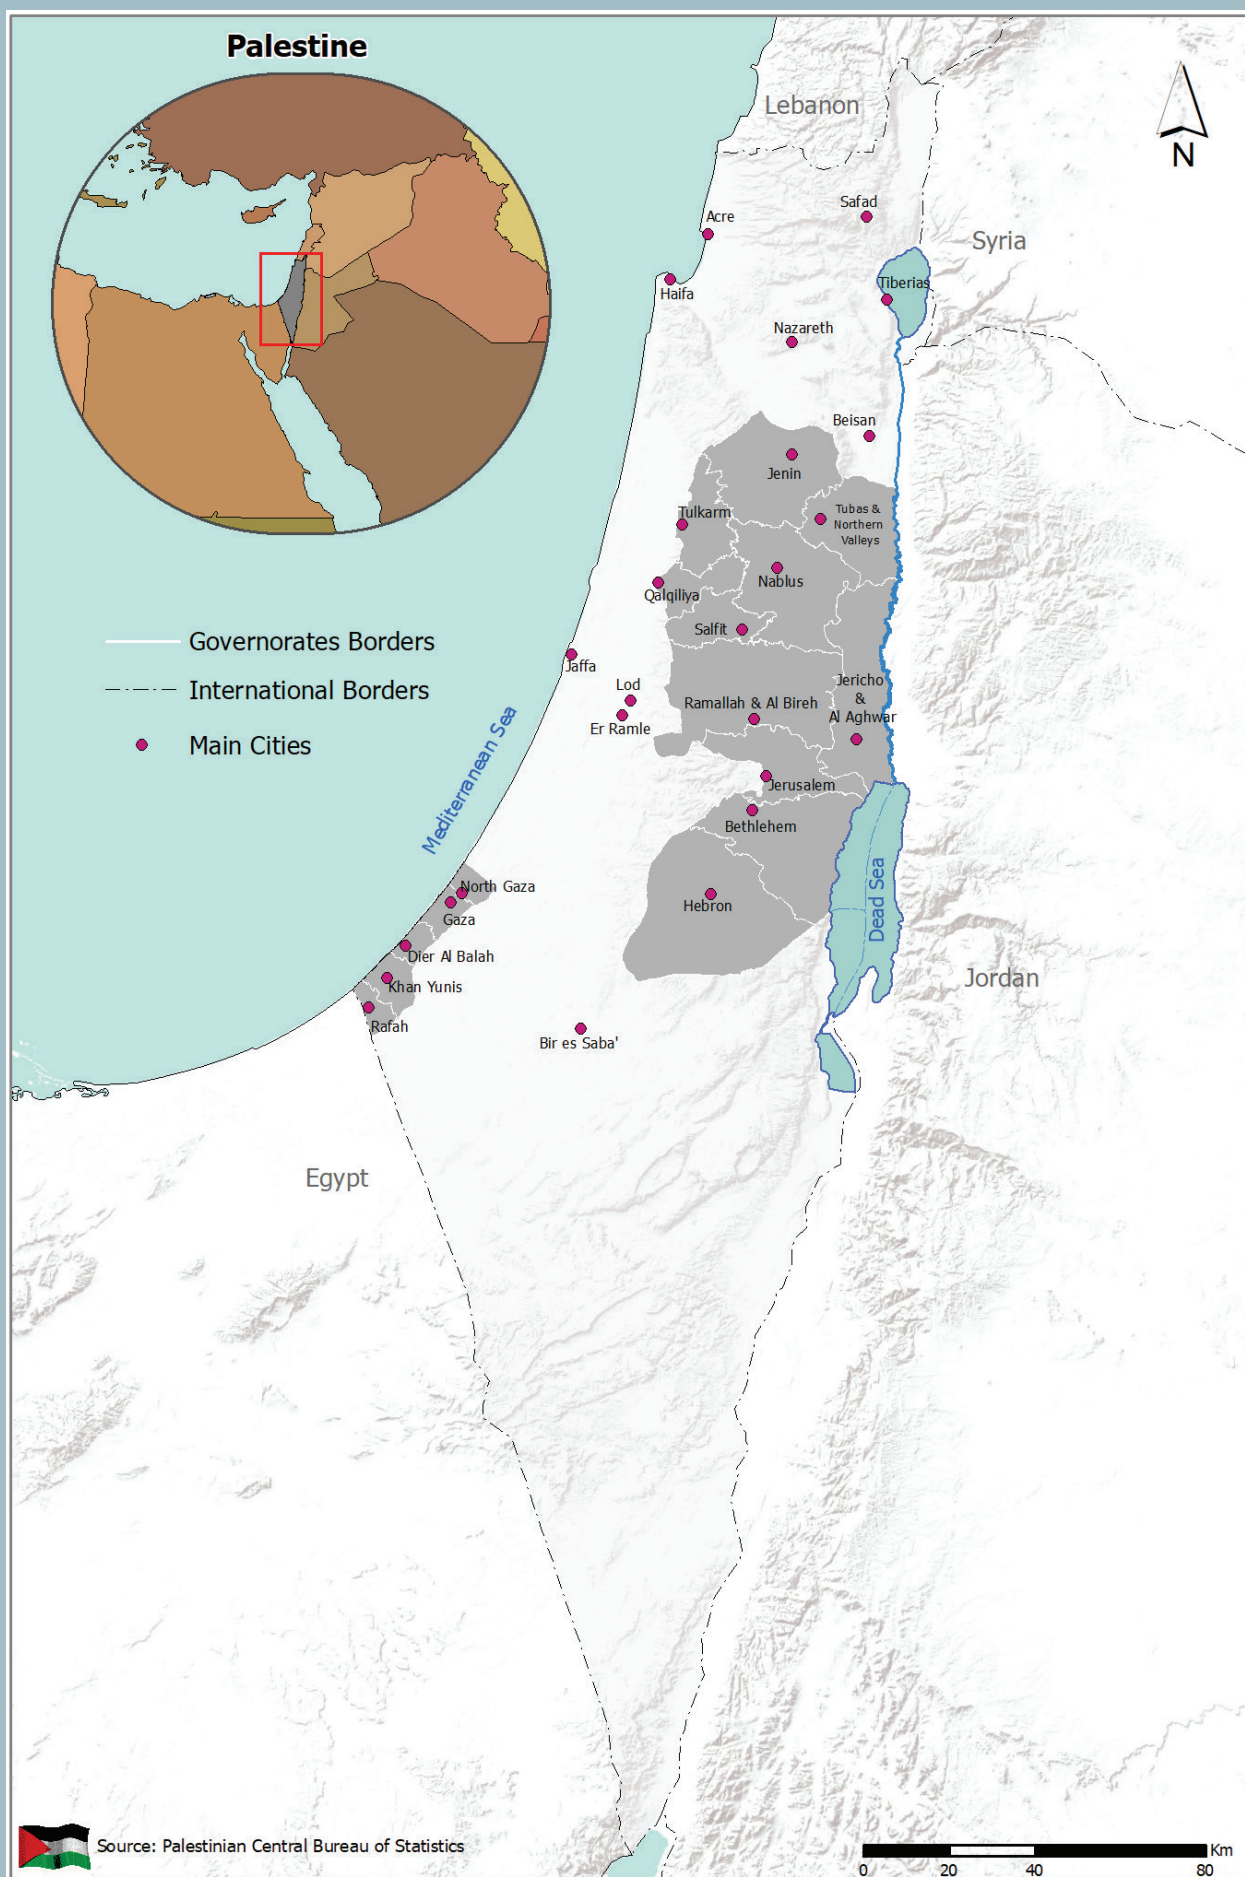 Palestine
Lebanon
N
Safad
Acre
Syria
Haifa
Tiberias
Nazareth
Beisan
Jenin
Tulkarm
Tubas &
Northern
Valleys
Nablus
Qalqiliya
Salfit
Governorates Borders
International Borders
Main Cities
Jaffa
Lod
Er Ramle
Ramallah & Al Bireh
Jericho
&
Al Aghwar
Mediterranean Sea
Jerusalem
Bethlehem
North Gaza
Gaza
Hebron
Dead Sea
Dier Al Balah
Khan Yunis
Jordan
Rafah
Bir es Saba'
Egypt
Source: Palestinian Central Bureau of Statistics
Km
0 20 40 80